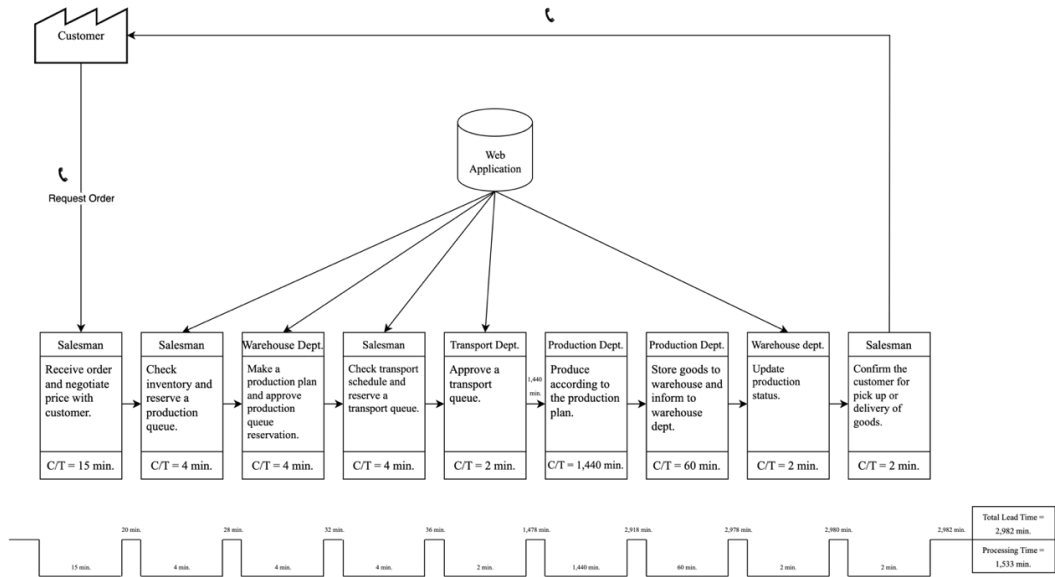 Customer
Request Order
Web
Application
Salesman
Receive order
and negotiate
price with
customer.
C/T = 15 min.
Salesman
Check
inventory and
reserve a
production
queue.
C/T = 4 min.
Warehouse Dept.
Make a
production plan
and approve
production
queue
reservation.
C/T = 4 min.
Salesman
Check transport
schedule and
reserve a
transport queue.
C/T = 4 min.
Transport Dept.
Approve a
transport
queue.
C/T = 2 min.
1,440
min.
Production Dept.
Produce
according to
the production
plan.
C/T = 1,440 min.
Production Dept.
Store goods to
warehouse and
inform to
warehouse
dept.
C/T = 60 min.
Warehouse dept.
Update
production
status.
C/T = 2 min.
Salesman
Confirm the
customer for
pick up or
delivery of
goods.
C/T = 2 min.
20 min.
28 min.
32 min.
36 min.
1,478 min.
2,918 min.
2,978 min.
2,980 min.
2,982 min.
15 min.
4 min.
4 min.
4 min.
2 min.
1,440 min.
60 min.
2 min.
2 min.
Total Lead Time =
2,982 min.
Processing Time =
1,533 min.